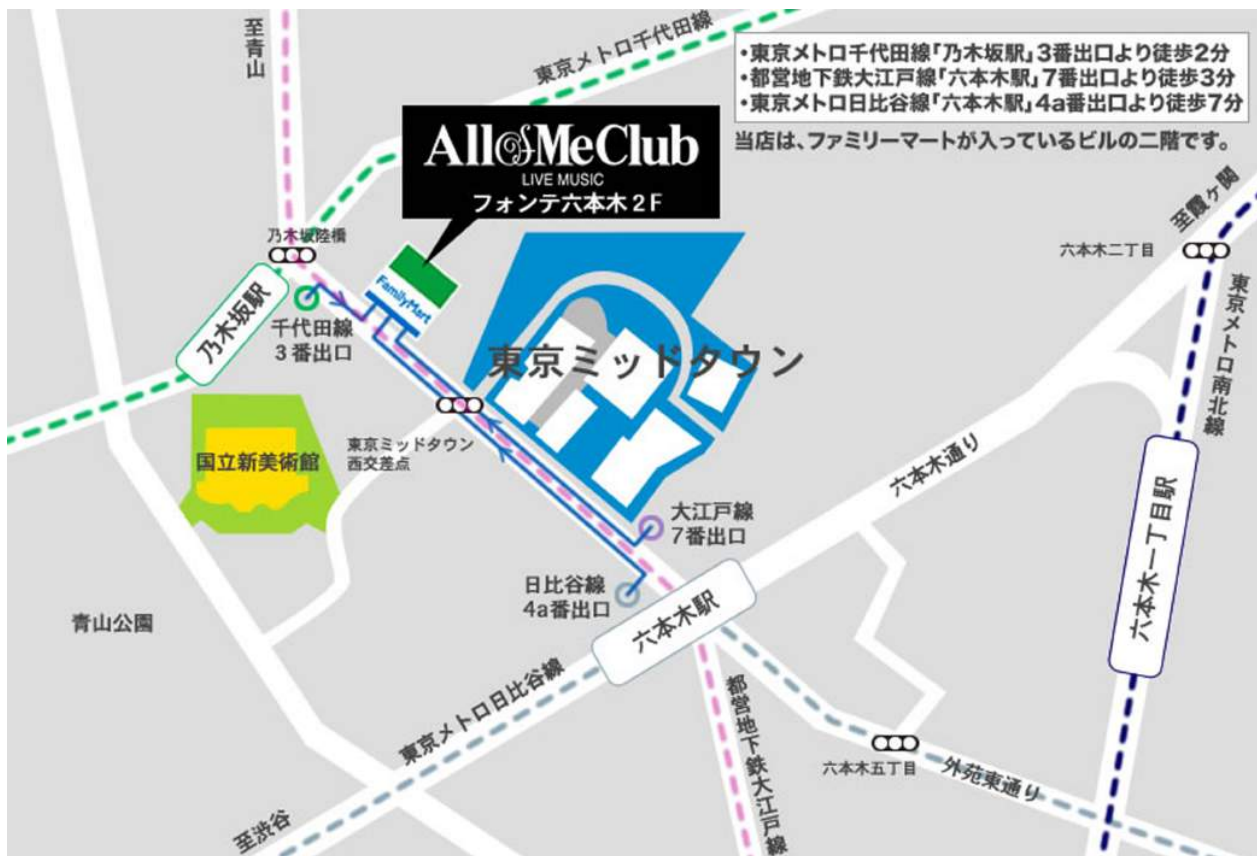 至青山
東京メトロ千代田線
・東京メトロ千代田線「乃木坂駅」3番出口より徒歩2分
・都営地下鉄大江戸線「六本木駅」7番出口より徒歩3分
・東京メトロ日比谷線「六本木駅」4a番出口より徒歩7分
当店は、ファミリーマートが入っているビルの二階です。
All of Me Club
LIVE MUSIC
フォンテ六本木2F
乃木坂陸橋
FamilyMart
乃木坂駅
千代田線
3番出口
東京ミッドタウン
至霞ヶ関
六本木二丁目
東京メトロ南北線
国立新美術館
東京ミッドタウン
西交差点
六本木通り
大江戸線
7番出口
日比谷線
4a番出口
六本木駅
六本木一丁目駅
青山公園
東京メトロ日比谷線
都営地下鉄大江戸線
六本木五丁目
外苑東通り
至渋谷